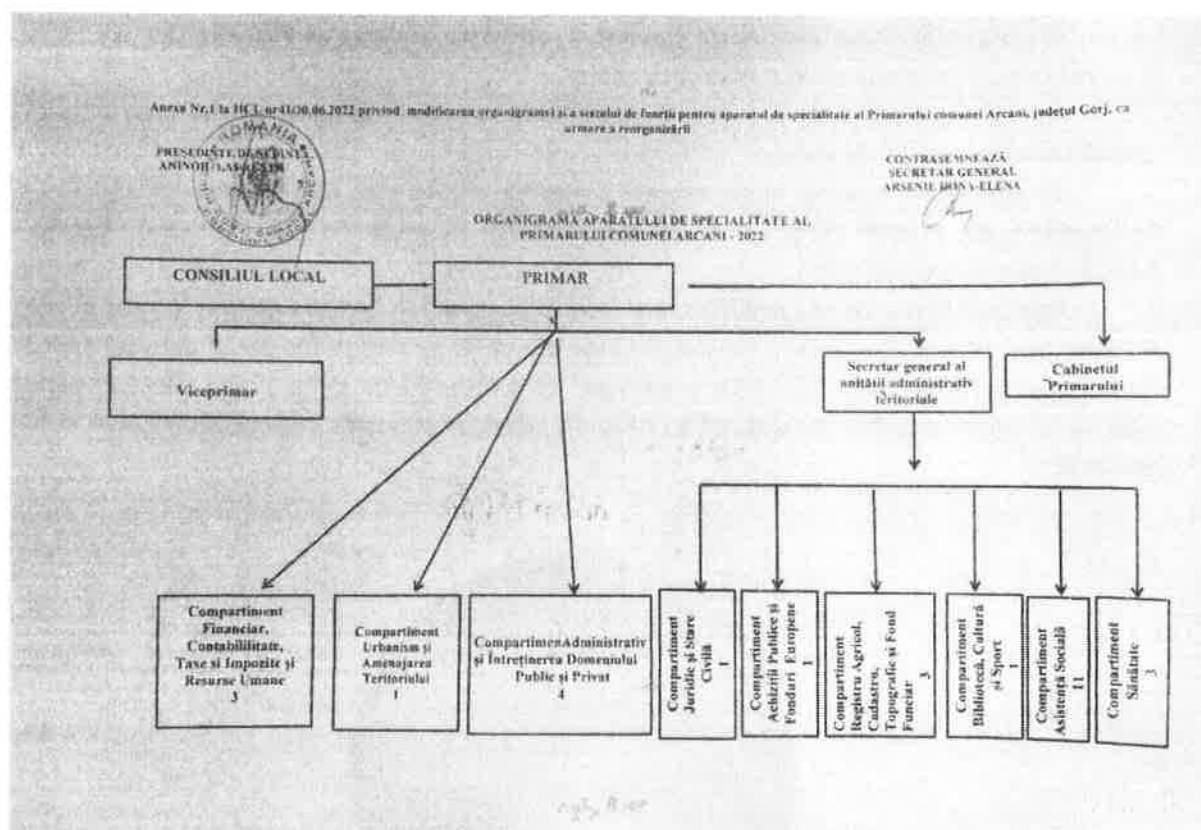 Anexa Nr.1 la HCL nr41/30.06.2022 privind modificarea organigramei și a statului de funcții pentru aparatul de specialitate al Primarului comunei Arcani, județul Gorj, ca
urmare a reorganizării
PREȘEDINTE DE ȘEDINȚĂ
ROMANIA
CONTRASEMNEAZĂ
SECRETAR GENERAL
ARSENIE IRINA-ELENA
ORGANIGRAMA APARATULUI DE SPECIALITATE AL
PRIMARULUI COMUNEI ARCANI - 2022
CONSILIUL LOCAL
PRIMAR
Viceprimar
Secretar general al
unității administrativ
teritoriale
Cabinetul
Primarului
Compartiment
Financiar,
Contabililitate,
Taxe si Impozite și
Resurse Umane
3
Compartiment
Urbanism și
Amenajarea
Teritoriului
1
CompartimenAdministrativ
și Întreținerea Domeniului
Public și Privat
4
Compartiment
Juridic și Stare
Civilă
1
Compartiment
Achiziții Publice și
Fonduri Europene
1
Compartiment
Registru Agricol,
Cadastru,
Topografic și Fond
Funciar
3
Compartiment
Bibliotecă, Cultură
și Sport
1
Compartiment
Asistență Socială
11
Compartiment
Sănătate
3